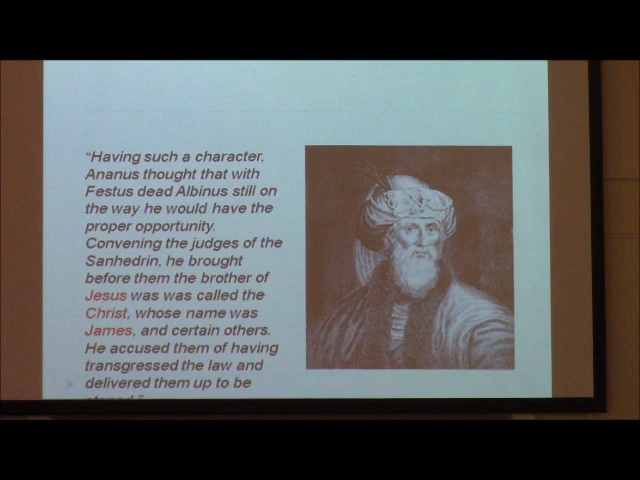 “Having such a character,
Ananus thought that with
Festus dead Albinus still on
the way he would have the
proper opportunity.
Convening the judges of the
Sanhedrin, he brought
before them the brother of
Jesus was was called the
Christ, whose name was
James, and certain others.
He accused them of having
transgressed the law and
delivered them up to be